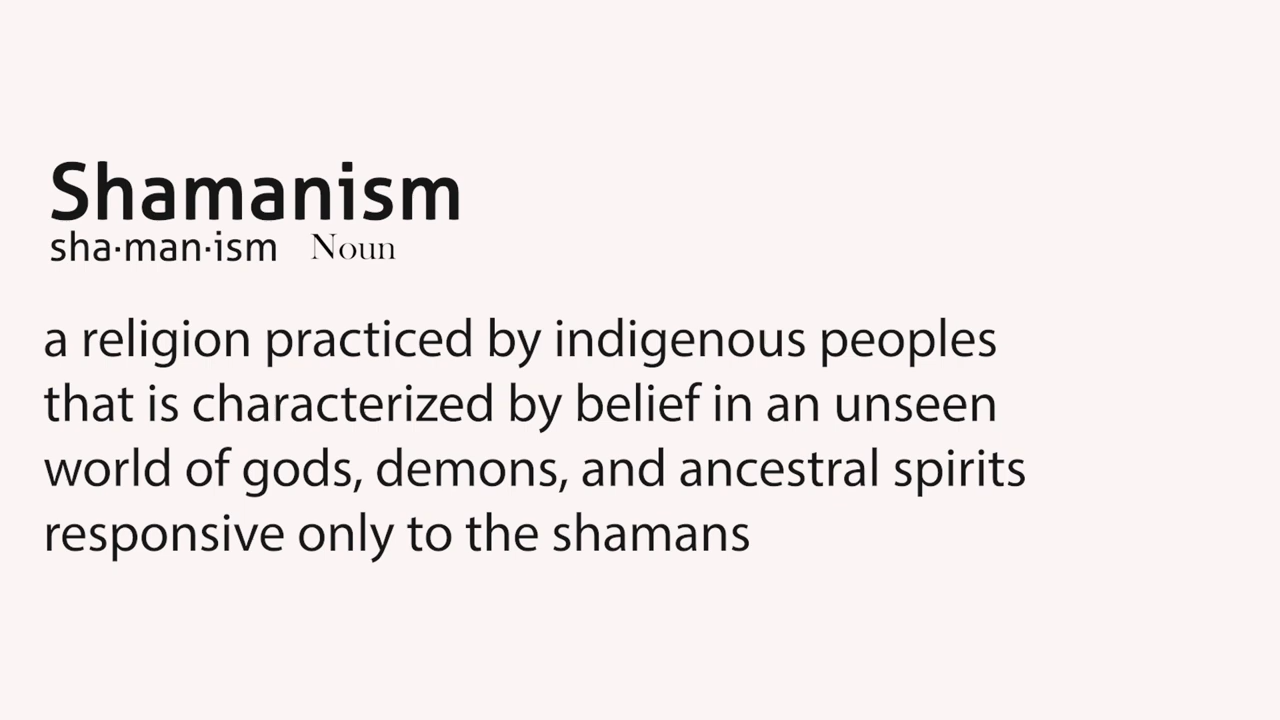 Shamanism
sha·man·ism Noun
a religion practiced by indigenous peoples
that is characterized by belief in an unseen
world of gods, demons, and ancestral spirits
responsive only to the shamans